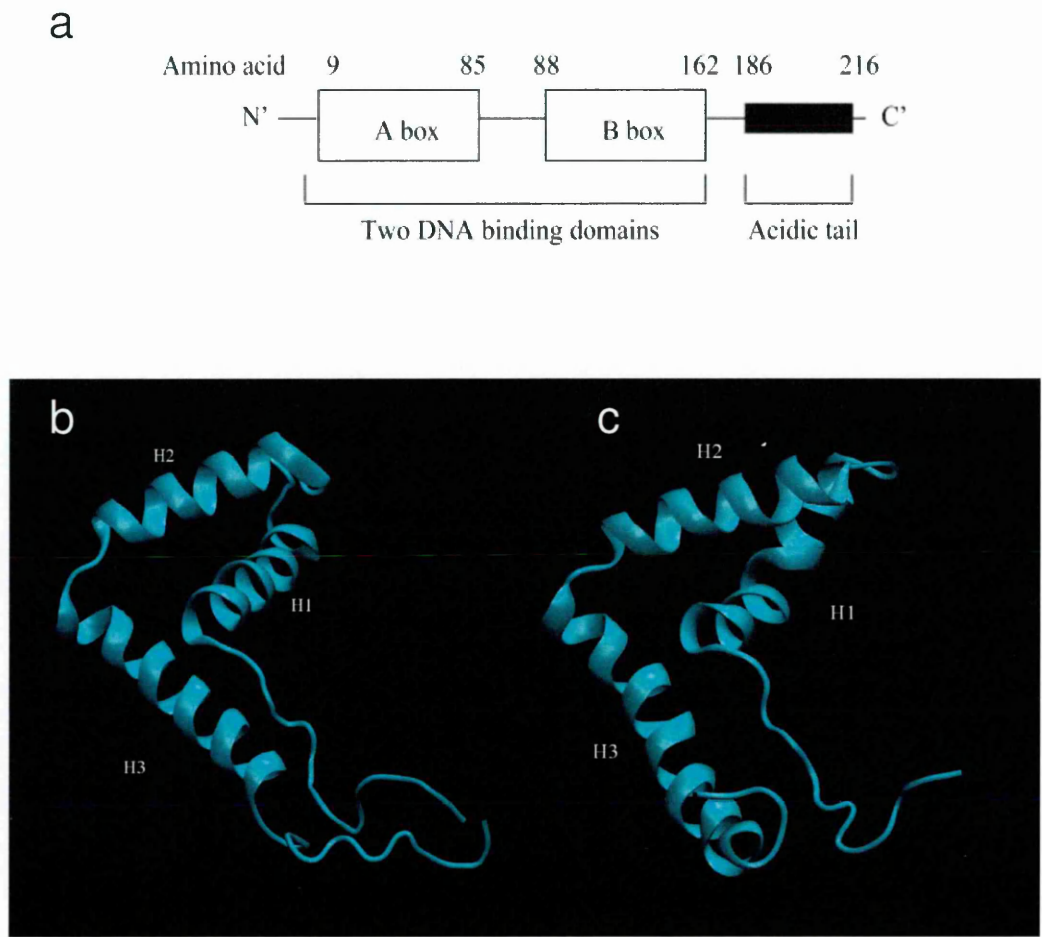 a
Amino acid 9 85 88 162 186 216
N' A box B box C'
Two DNA binding domains Acidic tail
b c
H2 H2
H1 H1
H3 H3